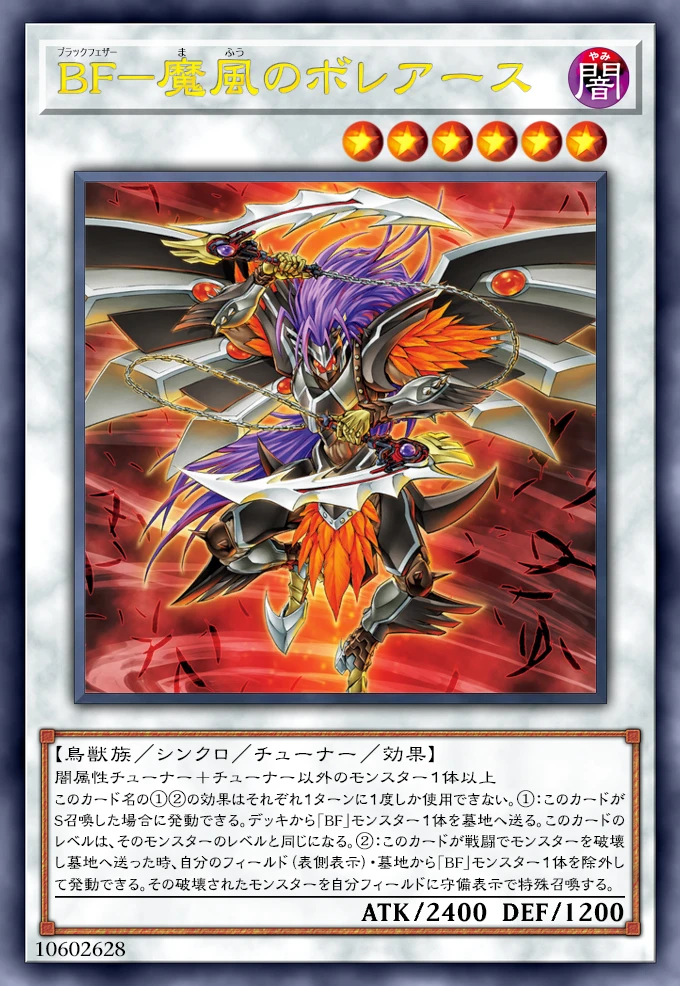 ブラックフェザー ま ふう
BF－魔風のボレアース
やみ
闇
【鳥獣族／シンクロ／チューナー／効果】
闇属性チューナー＋チューナー以外のモンスター１体以上
このカード名の①②の効果はそれぞれ１ターンに１度しか使用できない。①：このカードが
S召喚した場合に発動できる。デッキから「BF」モンスター１体を墓地へ送る。このカードの
レベルは、そのモンスターのレベルと同じになる。②：このカードが戦闘でモンスターを破壊
し墓地へ送った時、自分のフィールド（表側表示）・墓地から「BF」モンスター１体を除外し
て発動できる。その破壊されたモンスターを自分フィールドに守備表示で特殊召喚する。
ATK/2400 DEF/1200
10602628